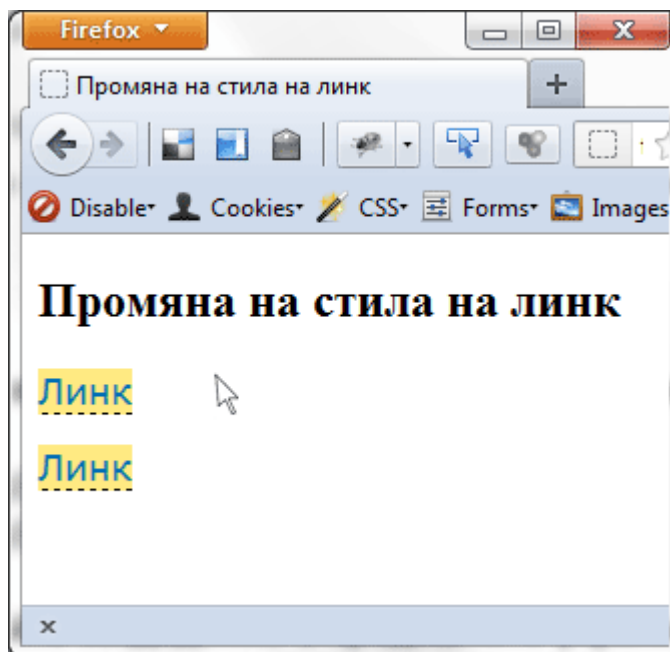 Firefox
Промяна на стила на линк
Disable Cookies CSS Forms Images
Промяна на стила на линк
Линк
Линк